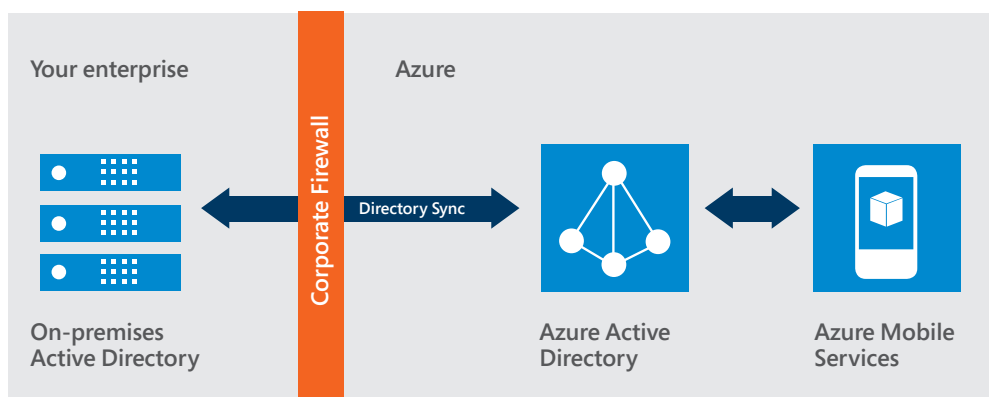 Your enterprise
Azure
Corporate Firewall
Directory Sync
On-premises
Active Directory
Azure Active
Directory
Azure Mobile
Services